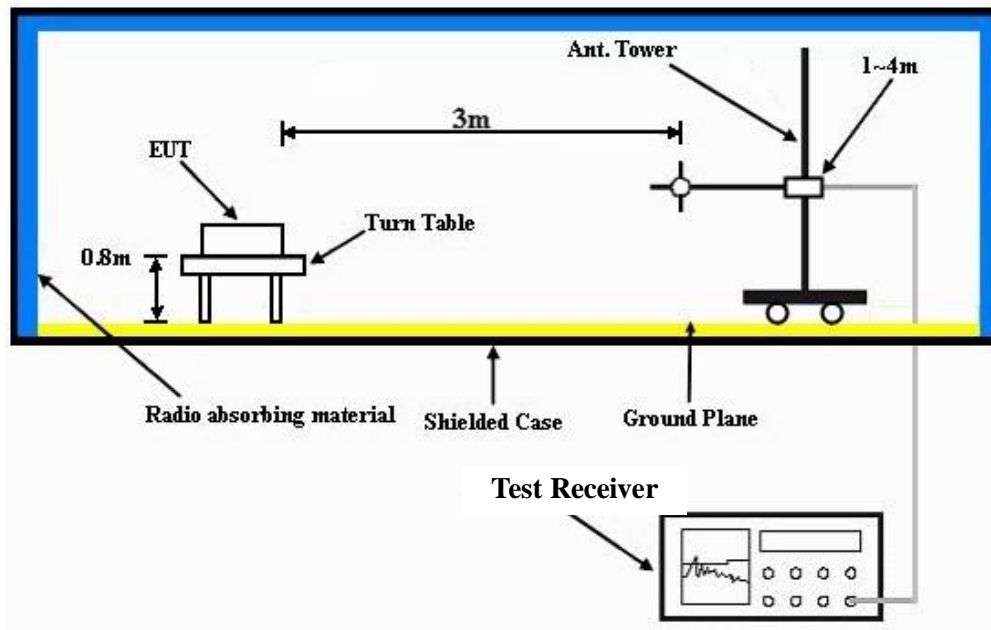 Ant. Tower
1~4m
3m
EUT
Turn Table
0.8m
Radio absorbing material
Shielded Case
Ground Plane
Test Receiver